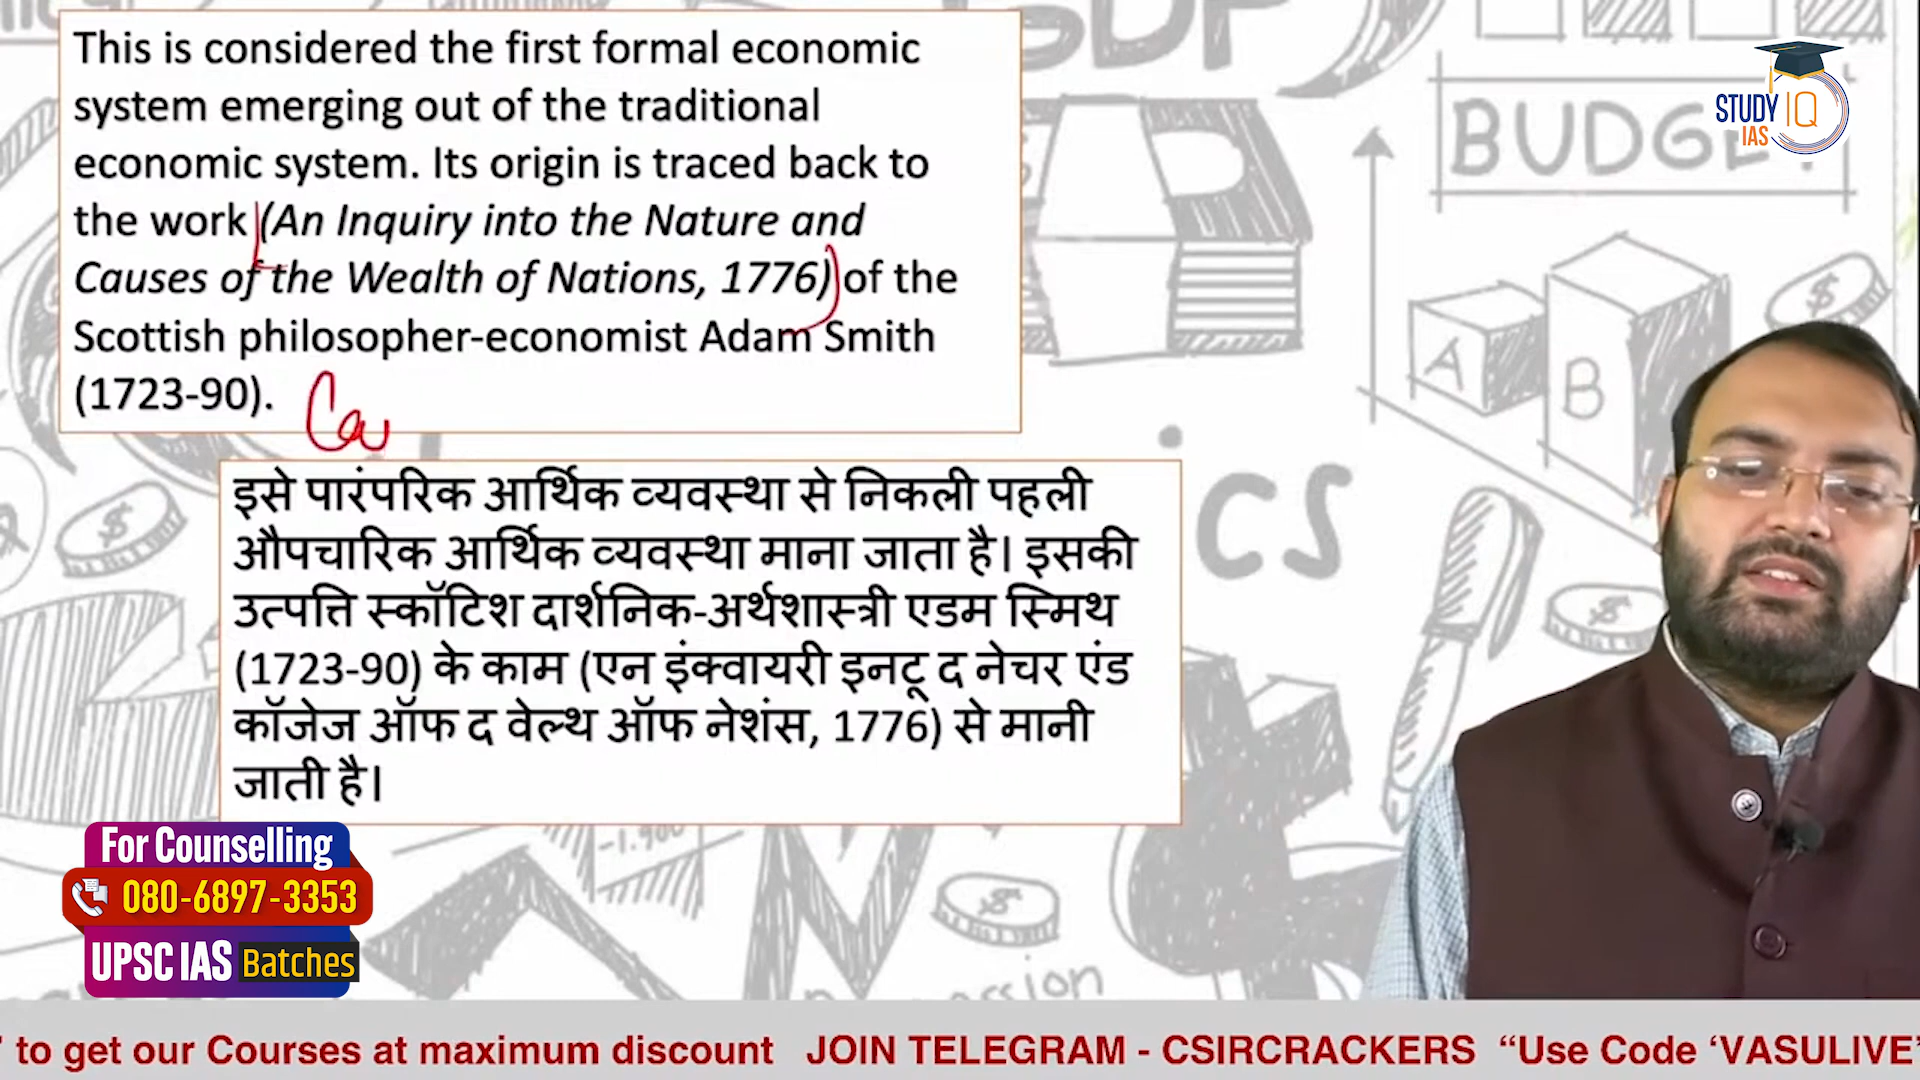 This is considered the first formal economic
system emerging out of the traditional
economic system. Its origin is traced back to
the work (An Inquiry into the Nature and
Causes of the Wealth of Nations, 1776) of the
Scottish philosopher-economist Adam Smith
(1723-90).
इसे पारंपरिक आर्थिक व्यवस्था से निकली पहली
औपचारिक आर्थिक व्यवस्था माना जाता है। इसकी
उत्पत्ति स्कॉटिश दार्शनिक-अर्थशास्त्री एडम स्मिथ
(1723-90) के काम (एन इंक्वायरी इनटू द नेचर एंड
कॉजेज ऑफ द वेल्थ ऑफ नेशंस, 1776) से मानी
जाती है।
BUDGET
STUDY IQ
IAS
A
B
cs
-1.900
For Counselling
080-6897-3353
UPSC IAS Batches
' to get our Courses at maximum discount JOIN TELEGRAM - CSIRCRACKERS “Use Code ‘VASULIVE’